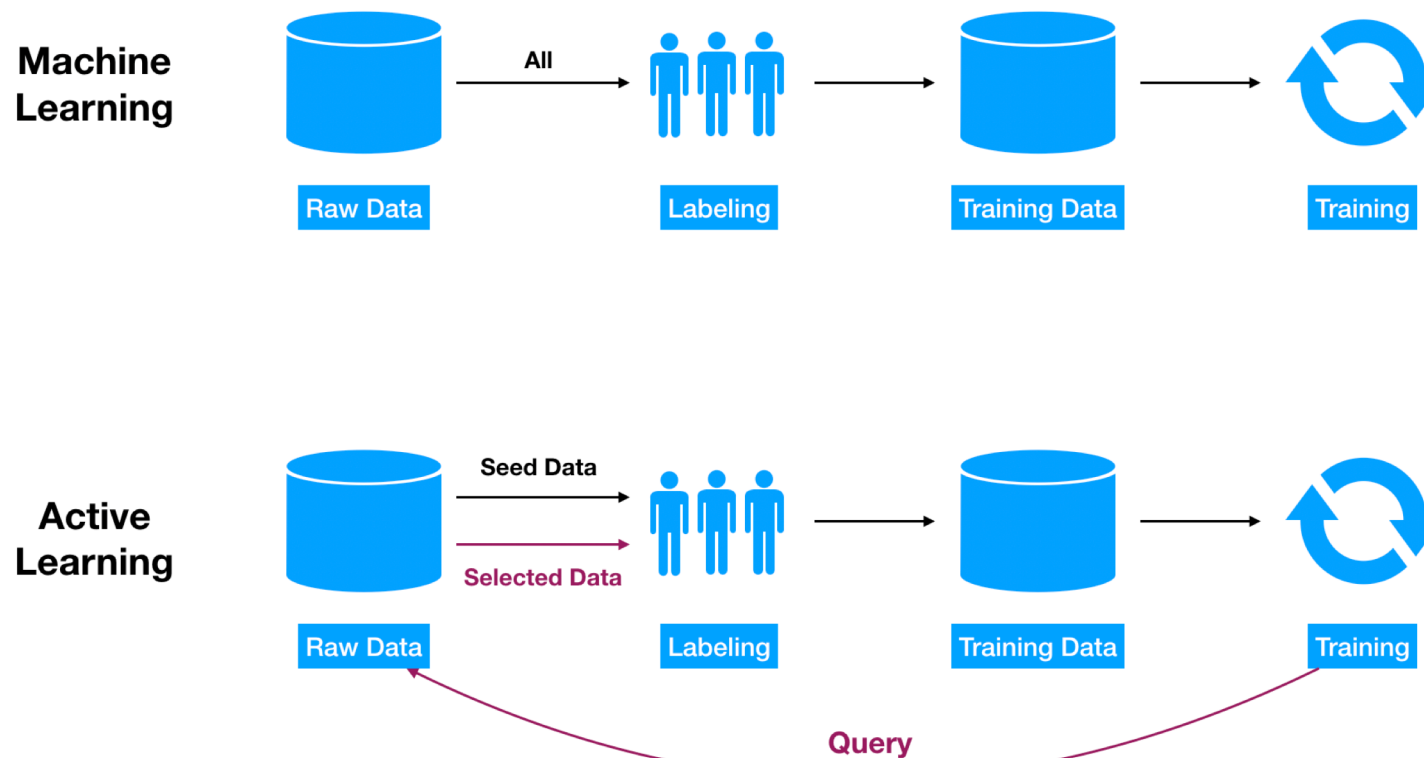 Machine
Learning
All
Raw Data
Labeling
Training Data
Training
Active
Learning
Seed Data
Selected Data
Raw Data
Labeling
Training Data
Training
Query